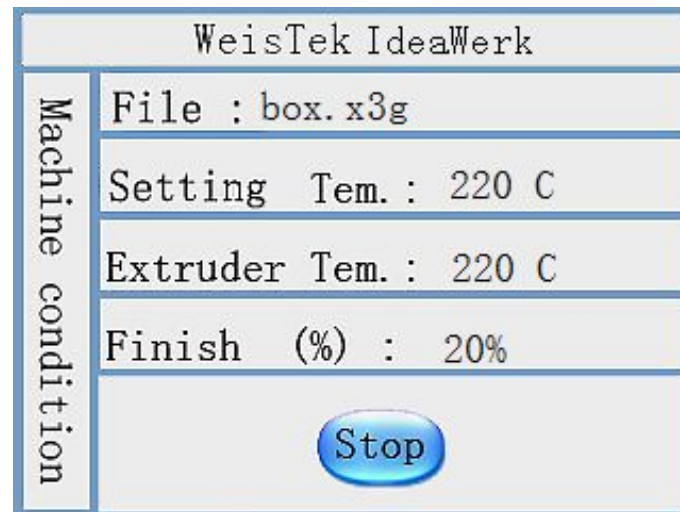 WeisTek IdeaWerk
Machine condition
File : box.x3g
Setting Tem. : 220 C
Extruder Tem. : 220 C
Finish (%) : 20%
Stop